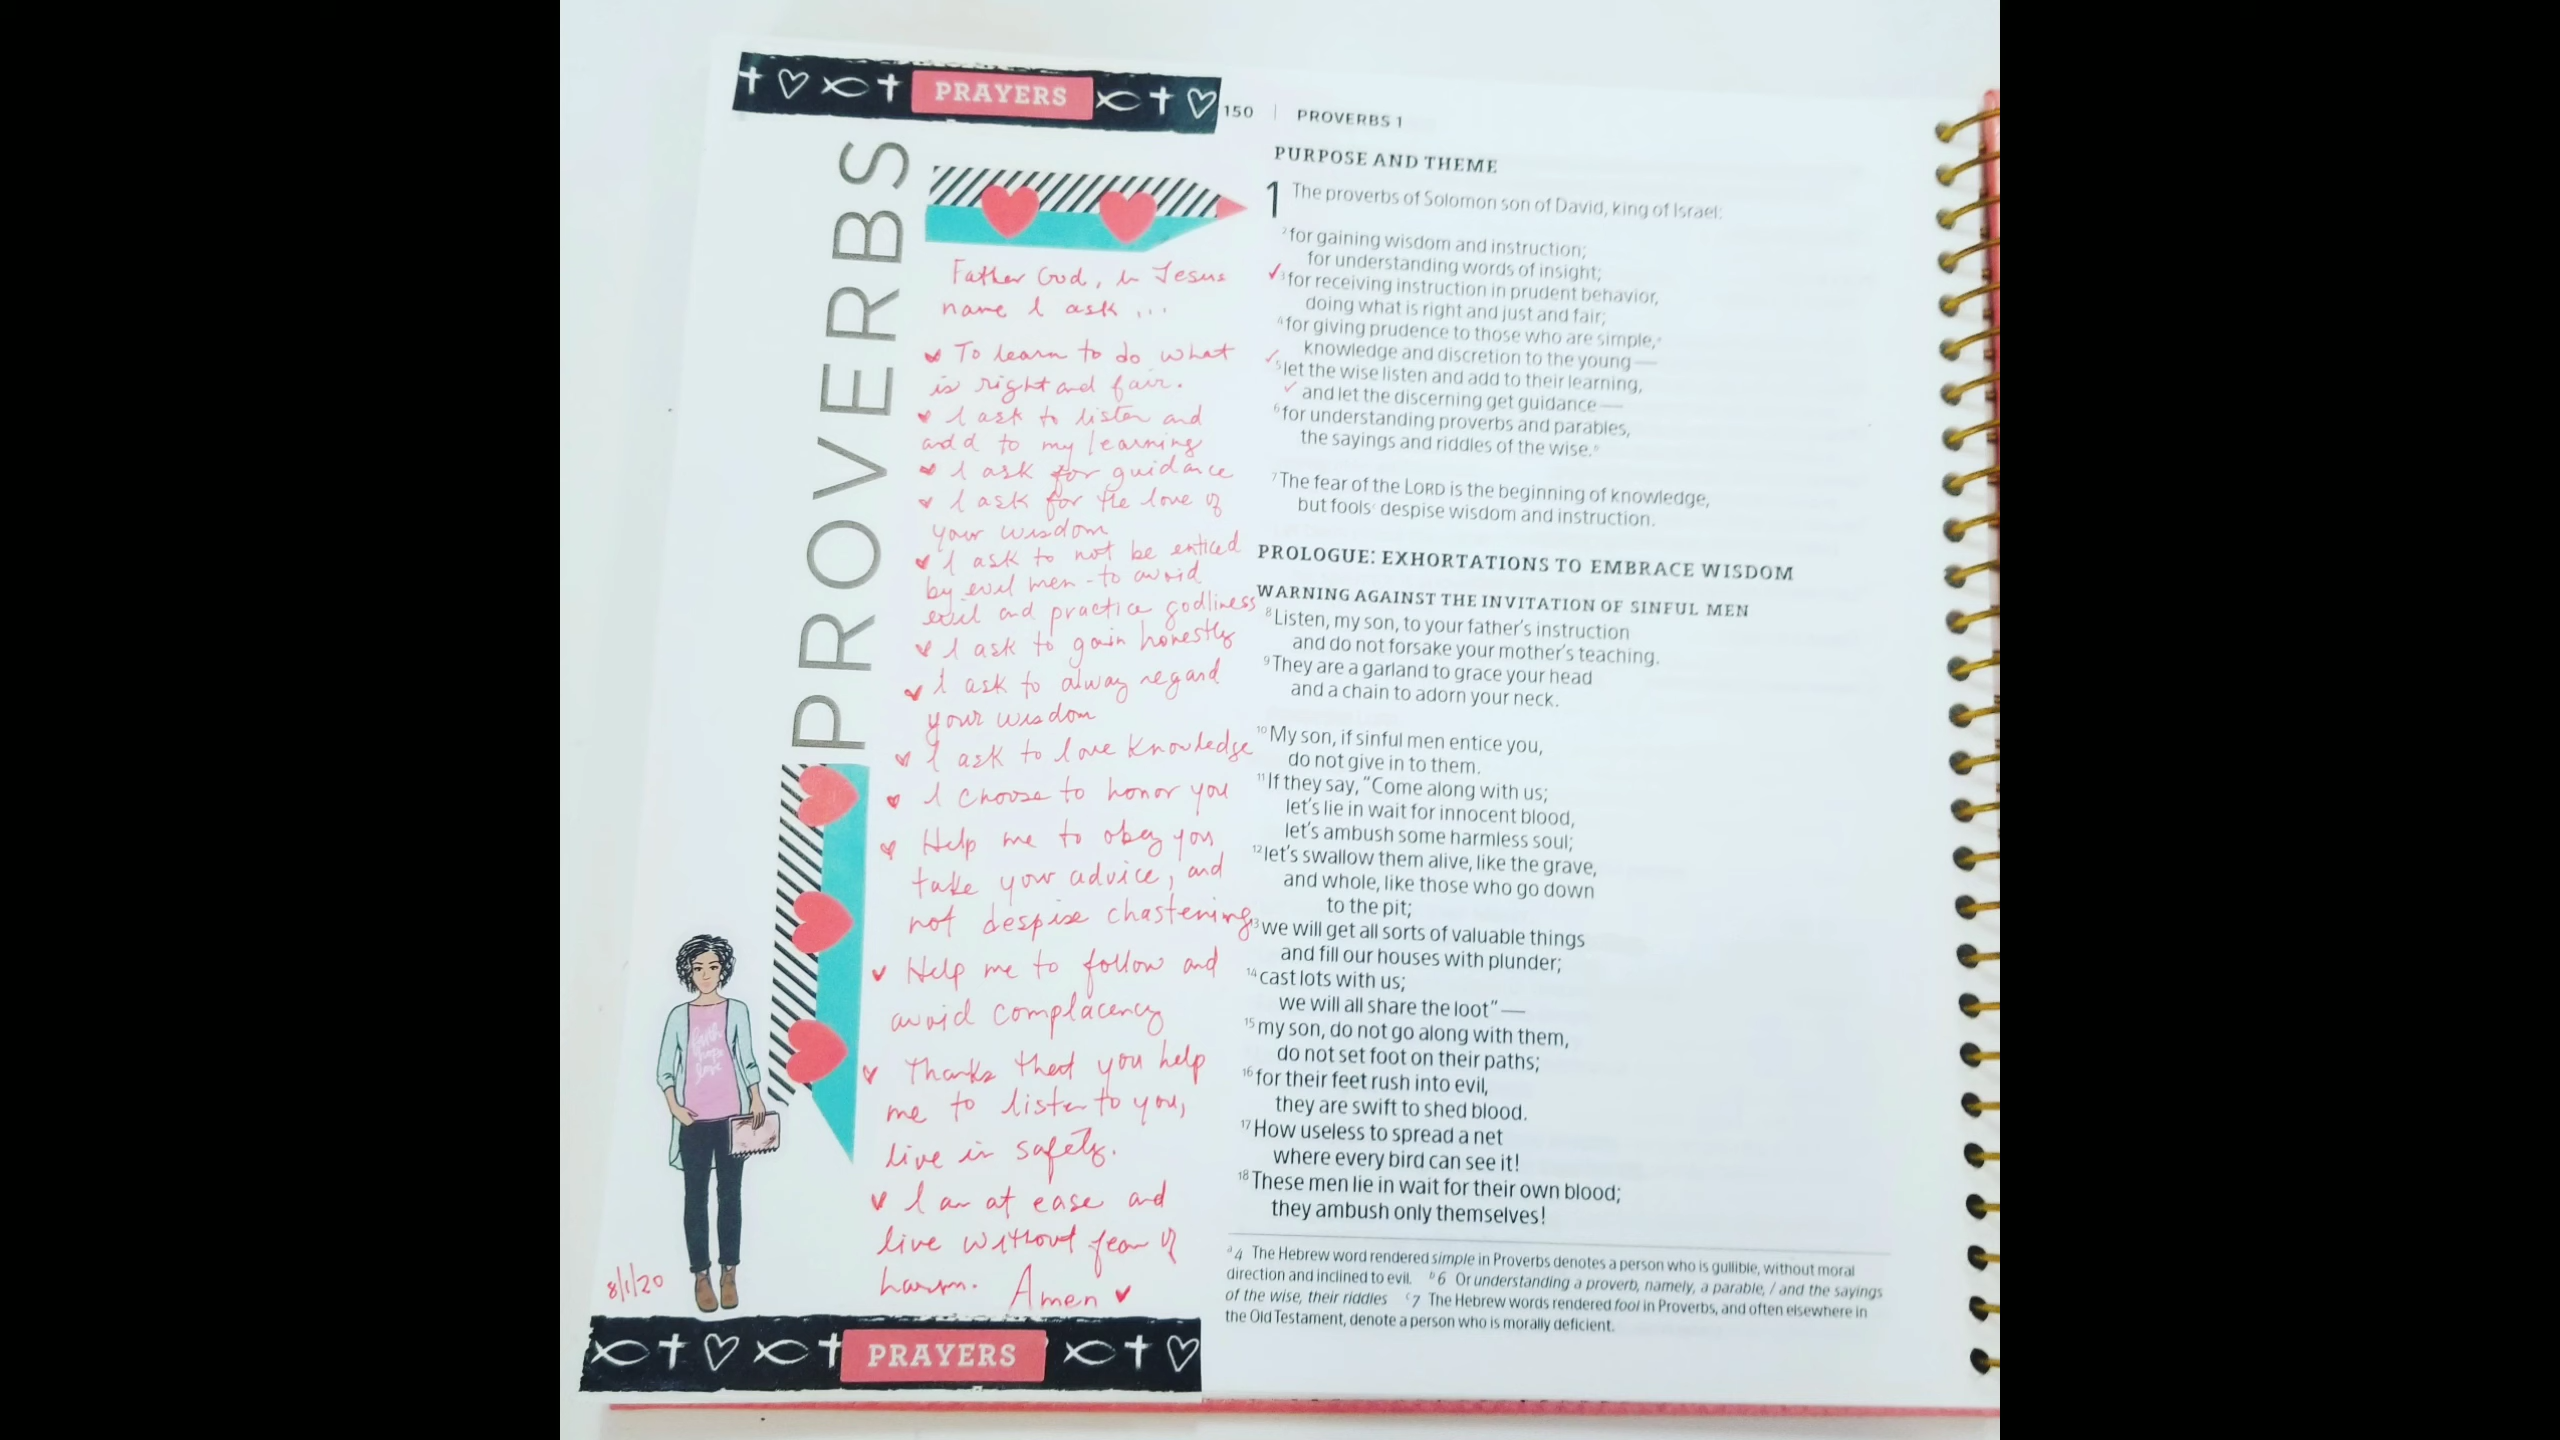 PRAYERS
PROVERBS
Father God, in Jesus
name I ask ...
To learn to do what
is right and fair.
I ask to listen and
add to my learning
I ask for guidance
I ask for the love of
your wisdom
I ask to not be enticed
by evil men - to avoid
evil and practice godliness
I ask to gain honestly
I ask to alway regard
your wisdom
I ask to love knowledge
I choose to honor you
Help me to obey you
take your advice, and
not despise chastening
Help me to follow and
avoid complacency
Thanks that you help
me to listen to you,
live in safety.
I am at ease and
live without fear of
harm. Amen
faith
hope
love
8/1/20
PRAYERS
150 | PROVERBS 1
PURPOSE AND THEME
1 The proverbs of Solomon son of David, king of Israel:
2 for gaining wisdom and instruction;
for understanding words of insight;
3 for receiving instruction in prudent behavior,
doing what is right and just and fair;
4 for giving prudence to those who are simple,a
knowledge and discretion to the young—
5 let the wise listen and add to their learning,
and let the discerning get guidance—
6 for understanding proverbs and parables,
the sayings and riddles of the wise.b
7 The fear of the LORD is the beginning of knowledge,
but foolsc despise wisdom and instruction.
PROLOGUE: EXHORTATIONS TO EMBRACE WISDOM
WARNING AGAINST THE INVITATION OF SINFUL MEN
8 Listen, my son, to your father's instruction
and do not forsake your mother's teaching.
9 They are a garland to grace your head
and a chain to adorn your neck.
10 My son, if sinful men entice you,
do not give in to them.
11 If they say, "Come along with us;
let's lie in wait for innocent blood,
let's ambush some harmless soul;
12 let's swallow them alive, like the grave,
and whole, like those who go down
to the pit;
13 we will get all sorts of valuable things
and fill our houses with plunder;
14 cast lots with us;
we will all share the loot"—
15 my son, do not go along with them,
do not set foot on their paths;
16 for their feet rush into evil,
they are swift to shed blood.
17 How useless to spread a net
where every bird can see it!
18 These men lie in wait for their own blood;
they ambush only themselves!
a 4 The Hebrew word rendered simple in Proverbs denotes a person who is gullible, without moral
direction and inclined to evil. b 6 Or understanding a proverb, namely, a parable, / and the sayings
of the wise, their riddles c 7 The Hebrew words rendered fool in Proverbs, and often elsewhere in
the Old Testament, denote a person who is morally deficient.